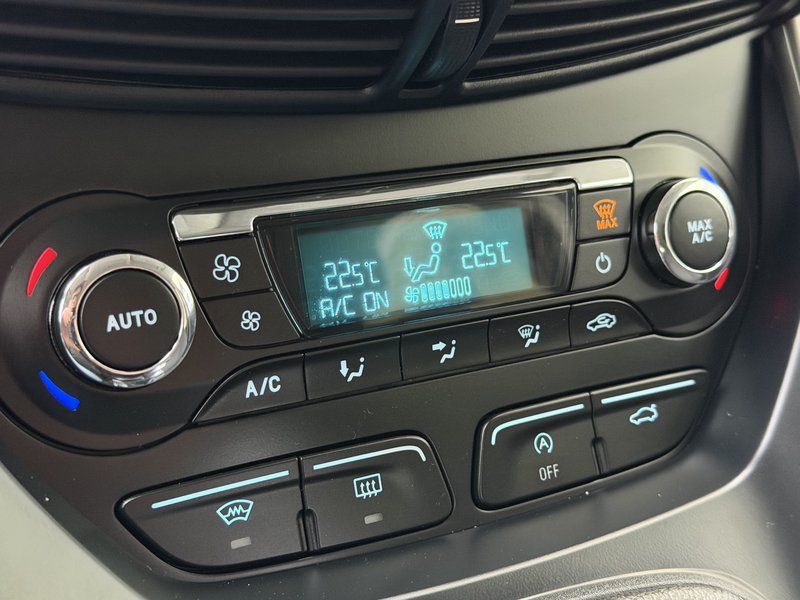 MAX
22.5°C 22.5°C
A/C ON
AUTO
MAX
A/C
A/C
A
OFF